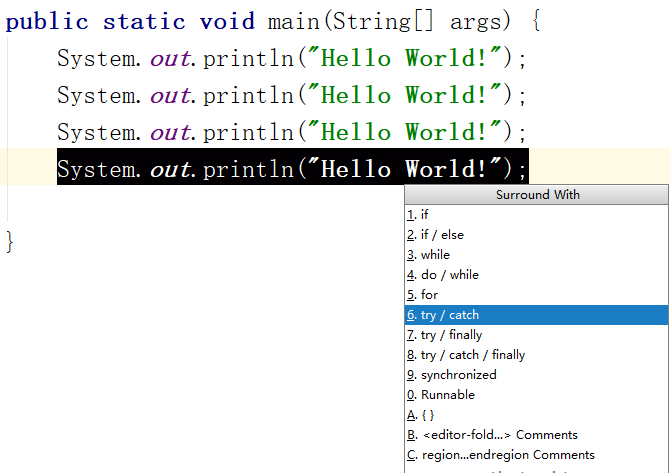 public static void main(String[] args) {
System.out.println("Hello World!");
System.out.println("Hello World!");
System.out.println("Hello World!");
System.out.println("Hello World!");
}
Surround With
1. if
2. if / else
3. while
4. do / while
5. for
6. try / catch
7. try / finally
8. try / catch / finally
9. synchronized
0. Runnable
A. { }
B. <editor-fold...> Comments
C. region...endregion Comments